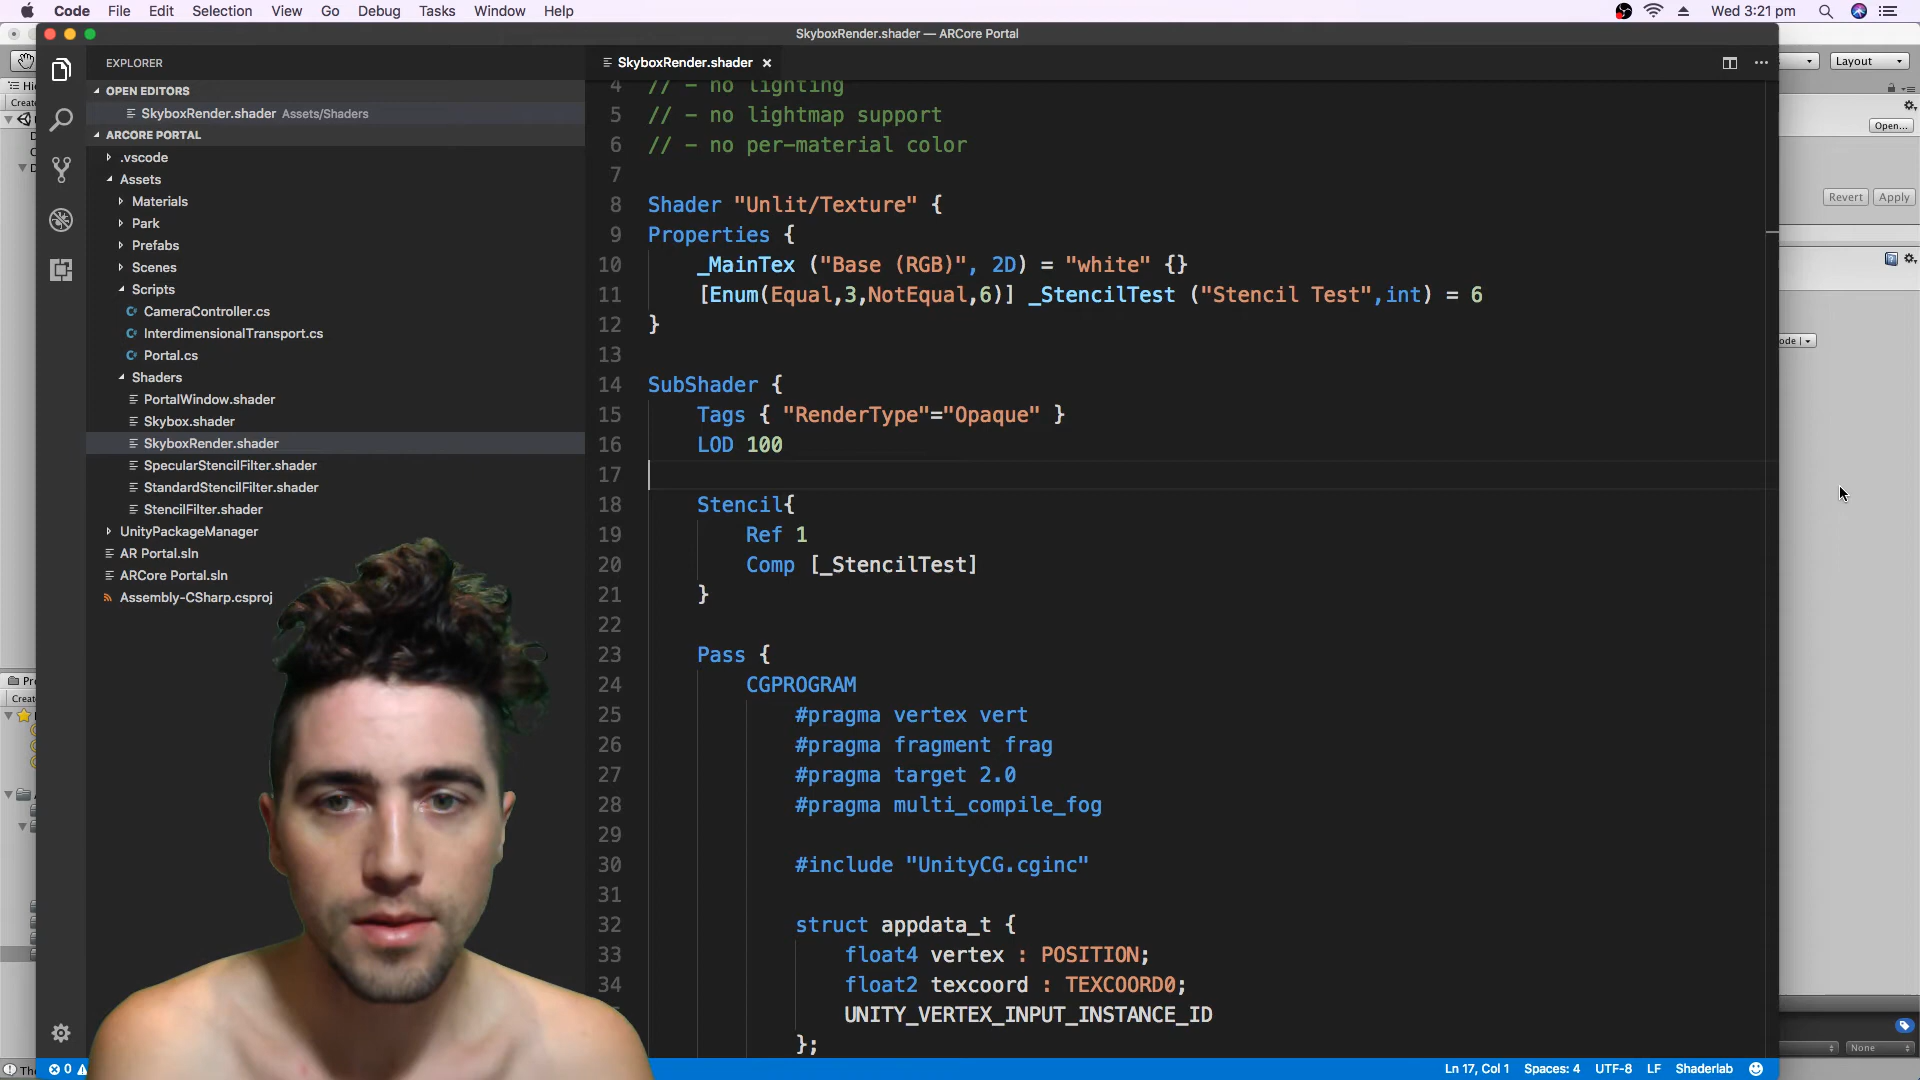 Code File Edit Selection View Go Debug Tasks Window Help
Wed 3:21 pm
SkyboxRender.shader — ARCore Portal
EXPLORER
OPEN EDITORS
SkyboxRender.shader Assets/Shaders
ARCORE PORTAL
.vscode
Assets
Materials
Park
Prefabs
Scenes
Scripts
CameraController.cs
InterdimensionalTransport.cs
Portal.cs
Shaders
PortalWindow.shader
Skybox.shader
SkyboxRender.shader
SpecularStencilFilter.shader
StandardStencilFilter.shader
StencilFilter.shader
UnityPackageManager
AR Portal.sln
ARCore Portal.sln
Assembly-CSharp.csproj
SkyboxRender.shader
4 // - no lighting
5 // - no lightmap support
6 // - no per-material color
7
8 Shader "Unlit/Texture" {
9 Properties {
10 _MainTex ("Base (RGB)", 2D) = "white" {}
11 [Enum(Equal,3,NotEqual,6)] _StencilTest ("Stencil Test",int) = 6
12 }
13
14 SubShader {
15 Tags { "RenderType"="Opaque" }
16 LOD 100
17
18 Stencil{
19 Ref 1
20 Comp [_StencilTest]
21 }
22
23 Pass {
24 CGPROGRAM
25 #pragma vertex vert
26 #pragma fragment frag
27 #pragma target 2.0
28 #pragma multi_compile_fog
29
30 #include "UnityCG.cginc"
31
32 struct appdata_t {
33 float4 vertex : POSITION;
34 float2 texcoord : TEXCOORD0;
UNITY_VERTEX_INPUT_INSTANCE_ID
};
0
Ln 17, Col 1 Spaces: 4 UTF-8 LF Shaderlab
Layout
Open...
Revert Apply
None